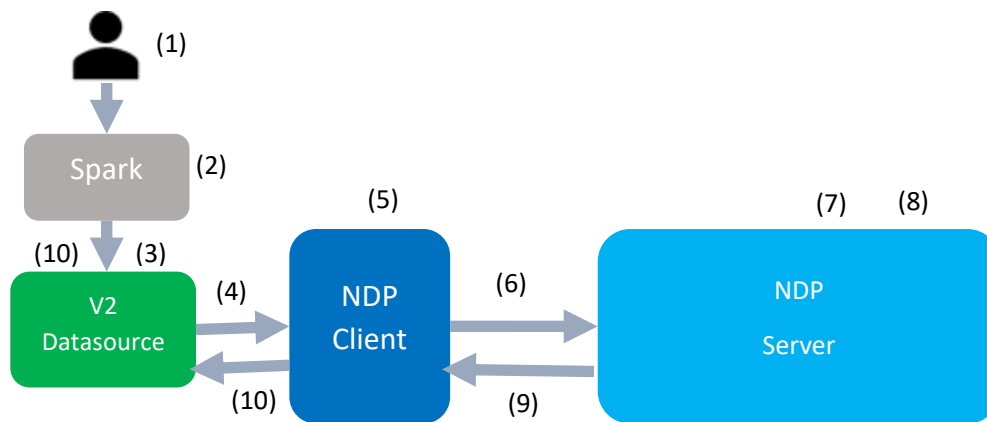 (1)
Spark
(2)
(5)
(7)
(8)
(10)
(3)
V2
Datasource
(4)
NDP
Client
(6)
NDP
Server
(10)
(9)